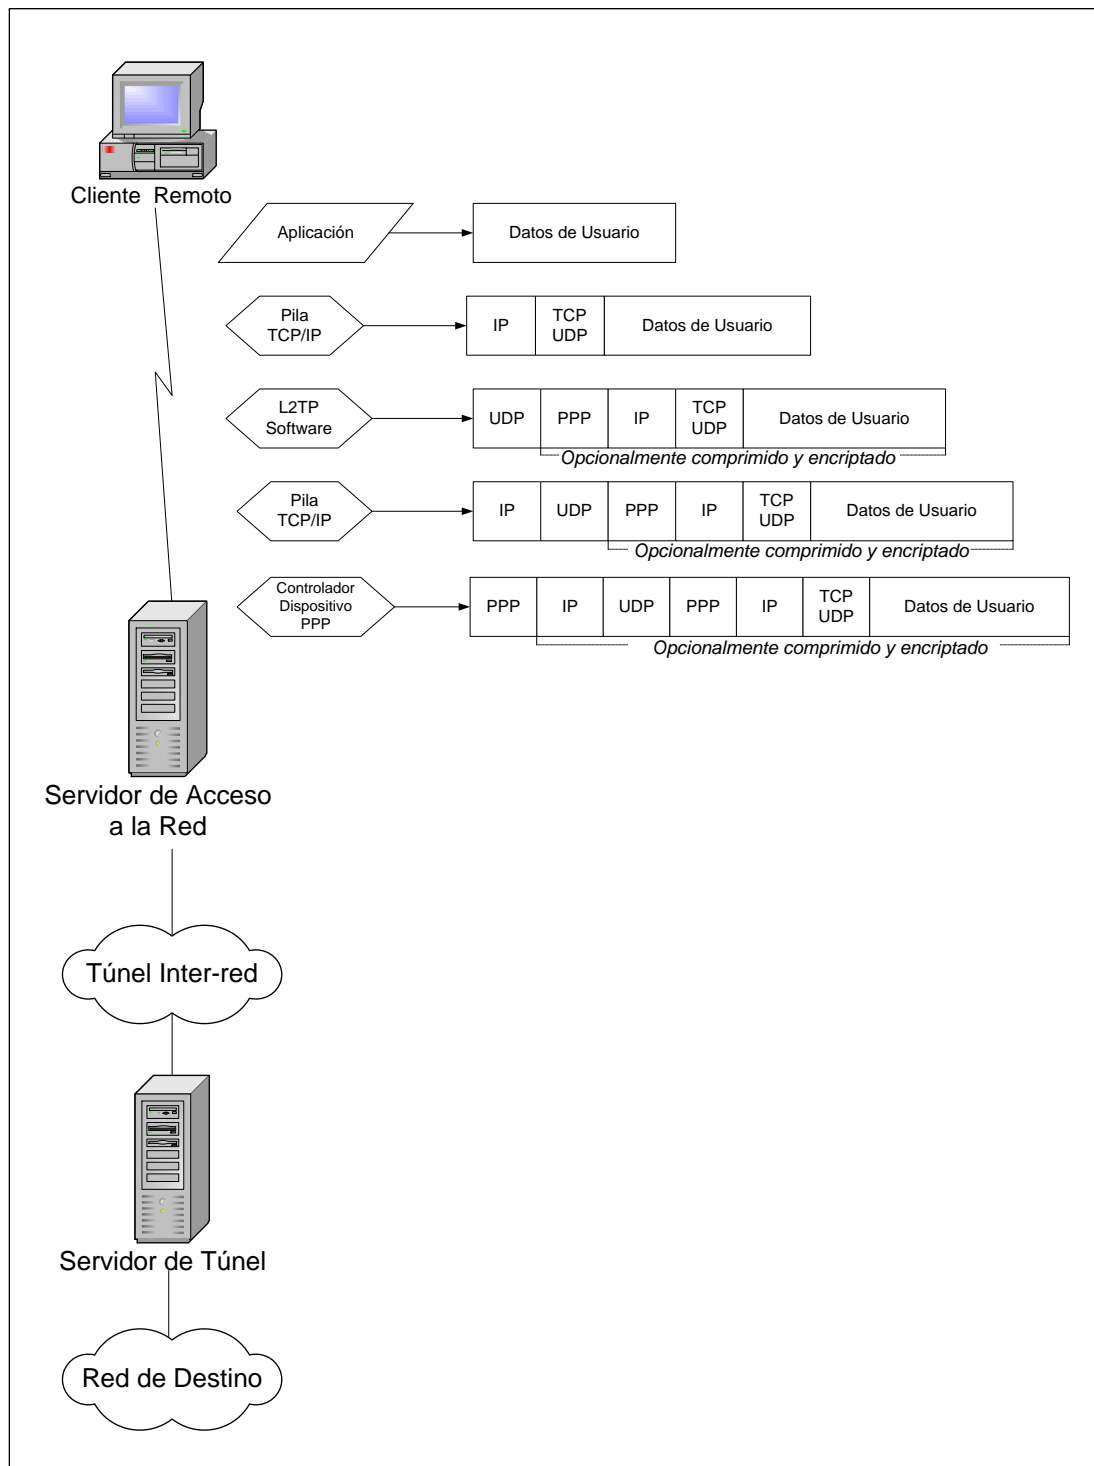 Cliente Remoto
Aplicación
Datos de Usuario
Pila
TCP/IP
IP
TCP
UDP
Datos de Usuario
L2TP
Software
UDP
PPP
IP
TCP
UDP
Datos de Usuario
Opcionalmente comprimido y encriptado
Pila
TCP/IP
IP
UDP
PPP
IP
TCP
UDP
Datos de Usuario
Opcionalmente comprimido y encriptado
Controlador
Dispositivo
PPP
PPP
IP
UDP
PPP
IP
TCP
UDP
Datos de Usuario
Opcionalmente comprimido y encriptado
Servidor de Acceso
a la Red
Túnel Inter-red
Servidor de Túnel
Red de Destino